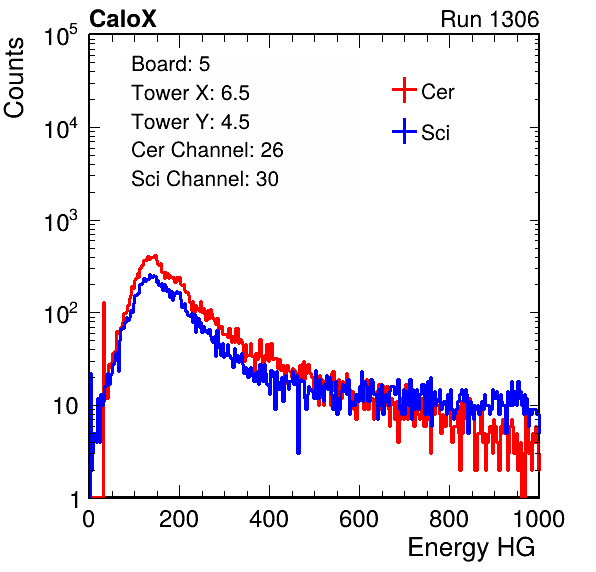 CaloX Run 1306
Counts
Board: 5
Tower X: 6.5
Tower Y: 4.5
Cer Channel: 26
Sci Channel: 30
Cer
Sci
10^5
10^4
10^3
10^2
10
1
0 200 400 600 800 1000
Energy HG